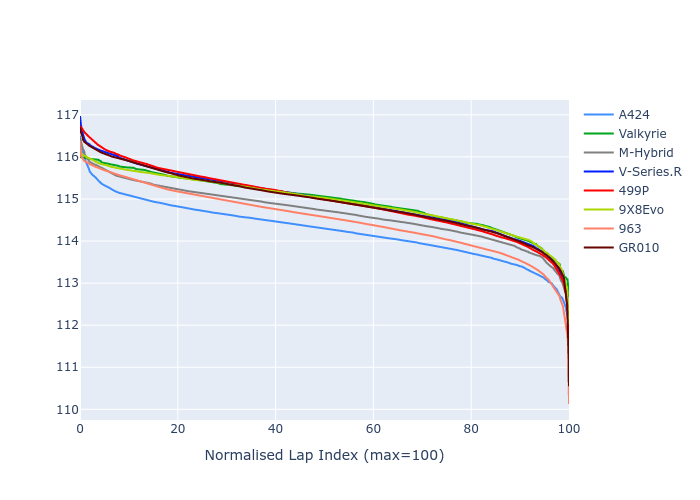 117
116
115
114
113
112
111
110
0
20
40
60
80
100
Normalised Lap Index (max=100)
A424
Valkyrie
M-Hybrid
V-Series.R
499P
9X8Evo
963
GR010